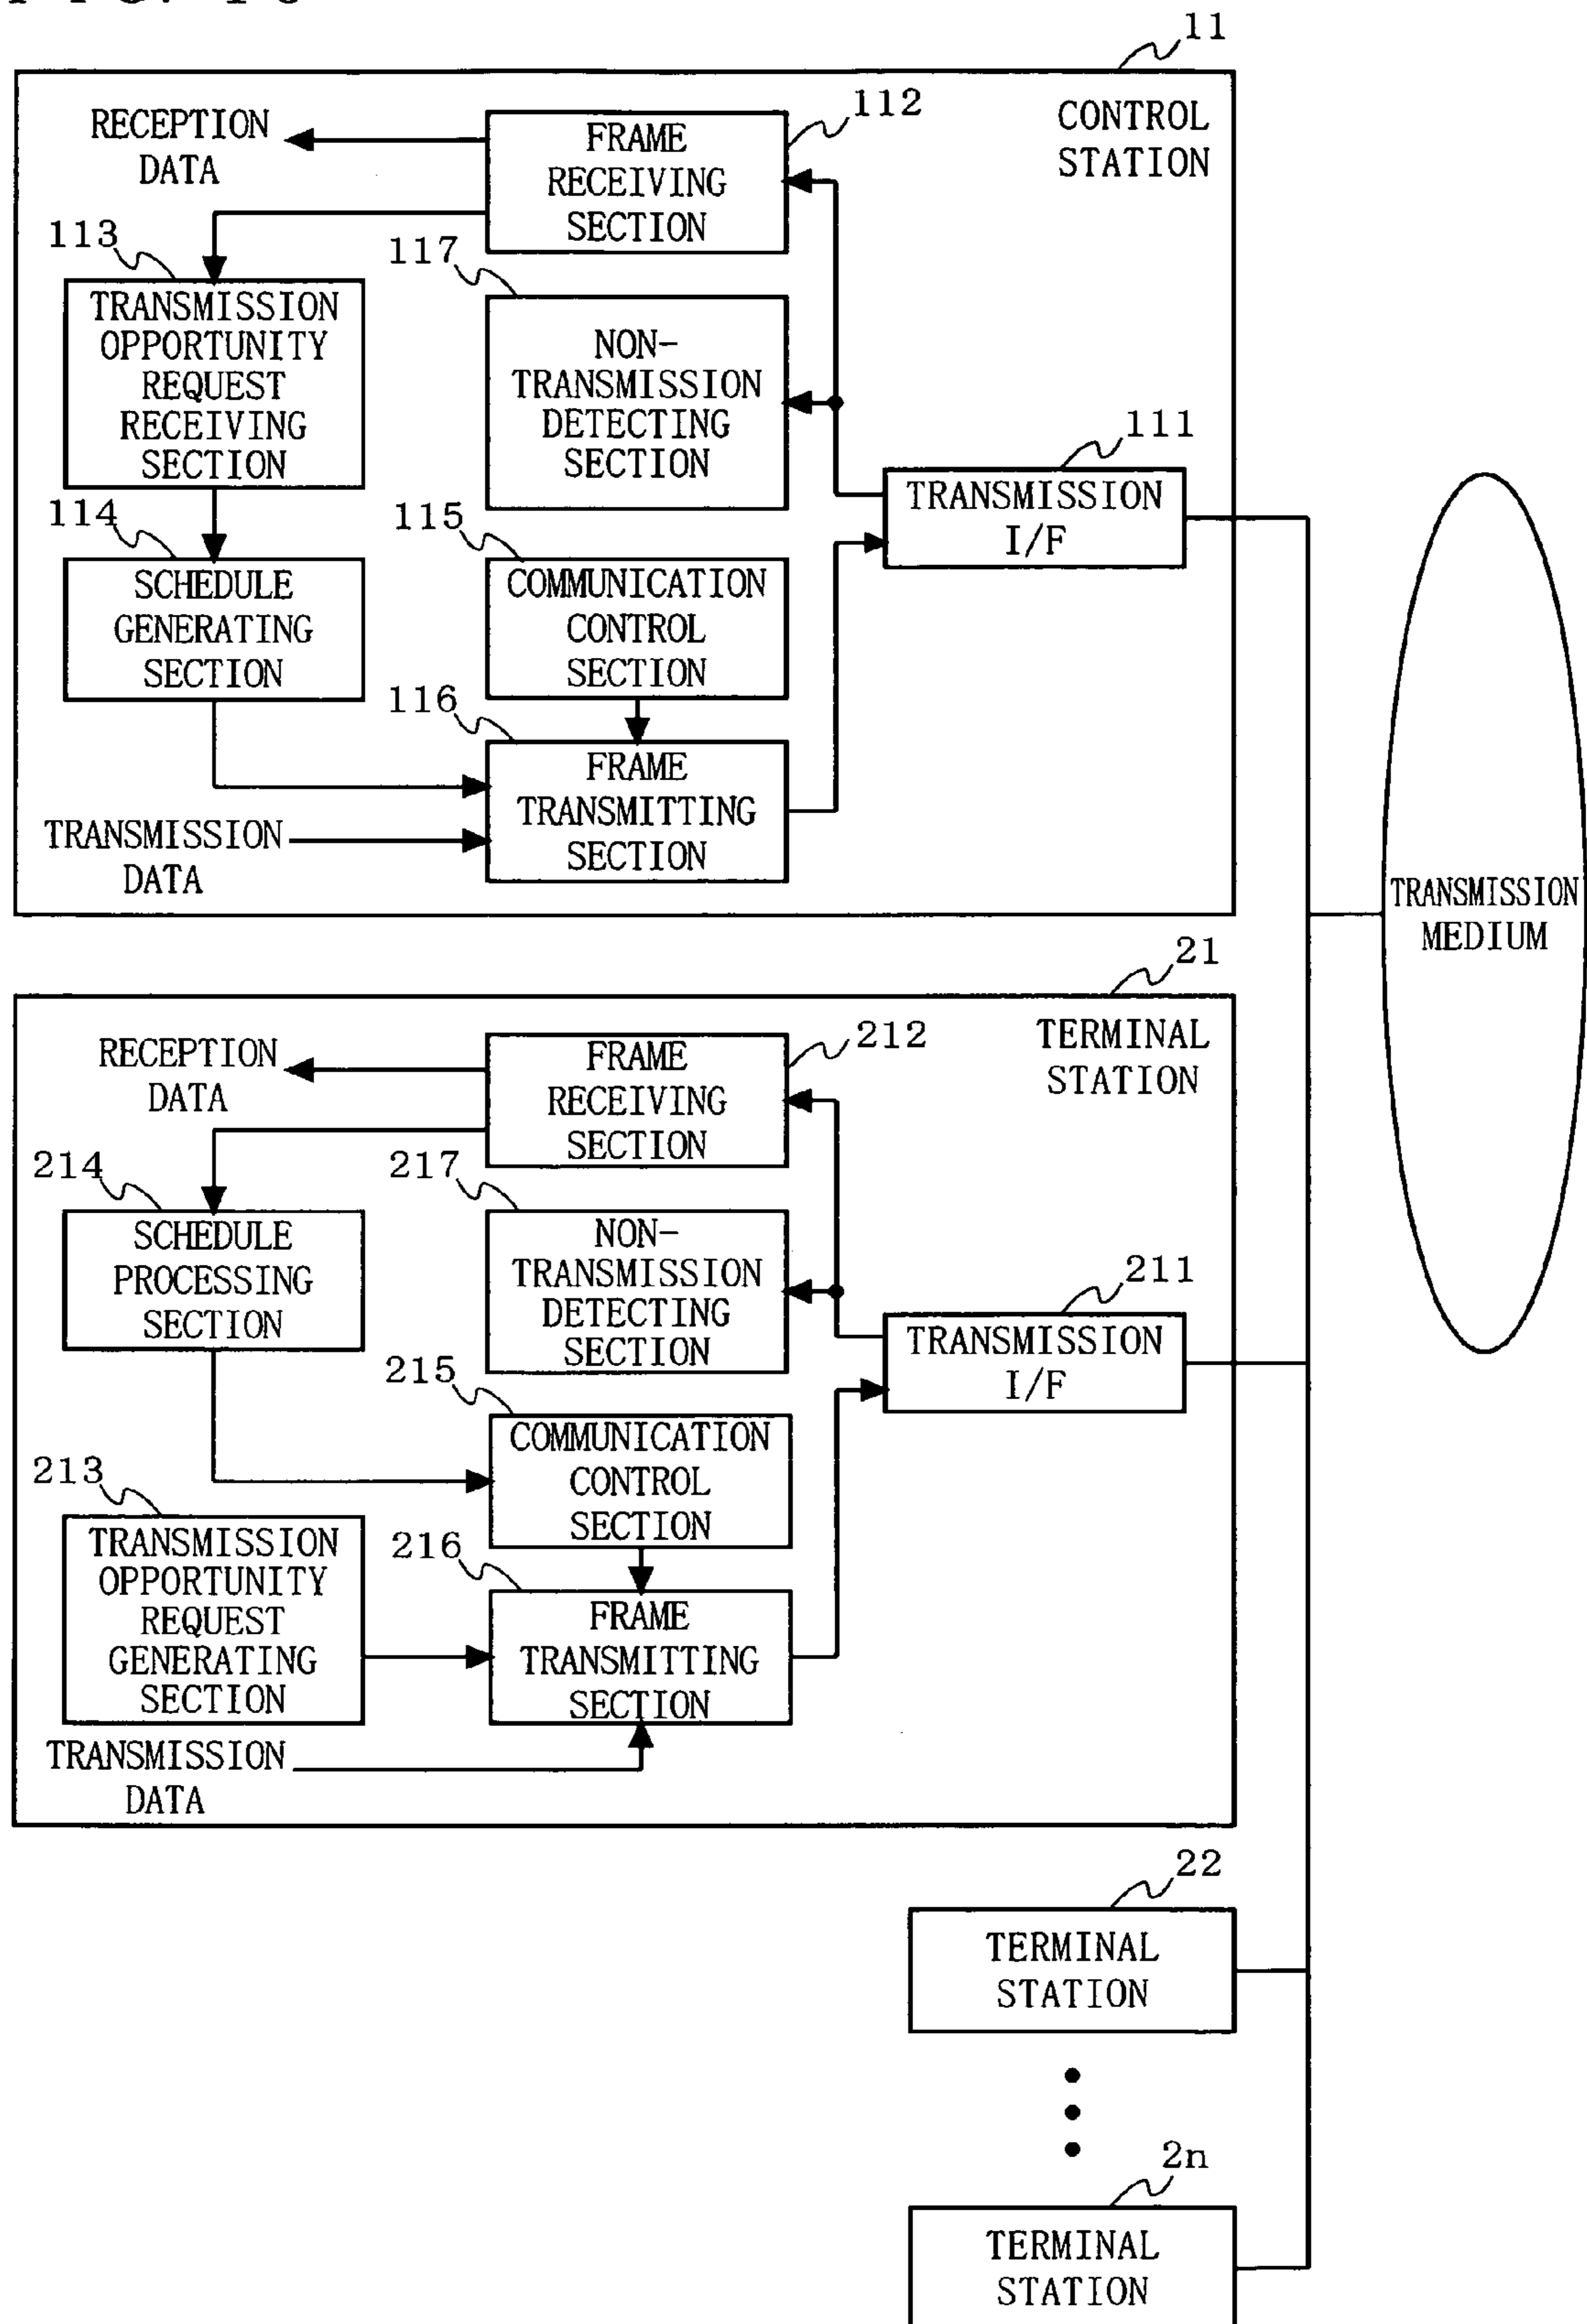 11
CONTROL
STATION
RECEPTION
DATA
FRAME
RECEIVING
SECTION
112
113
TRANSMISSION
OPPORTUNITY
REQUEST
RECEIVING
SECTION
117
NON-
TRANSMISSION
DETECTING
SECTION
111
TRANSMISSION
I/F
114
SCHEDULE
GENERATING
SECTION
115
COMMUNICATION
CONTROL
SECTION
116
FRAME
TRANSMITTING
SECTION
TRANSMISSION
DATA
TRANSMISSION
MEDIUM
21
TERMINAL
STATION
RECEPTION
DATA
FRAME
RECEIVING
SECTION
212
214
SCHEDULE
PROCESSING
SECTION
217
NON-
TRANSMISSION
DETECTING
SECTION
211
TRANSMISSION
I/F
215
COMMUNICATION
CONTROL
SECTION
213
TRANSMISSION
OPPORTUNITY
REQUEST
GENERATING
SECTION
216
FRAME
TRANSMITTING
SECTION
TRANSMISSION
DATA
22
TERMINAL
STATION
2n
TERMINAL
STATION